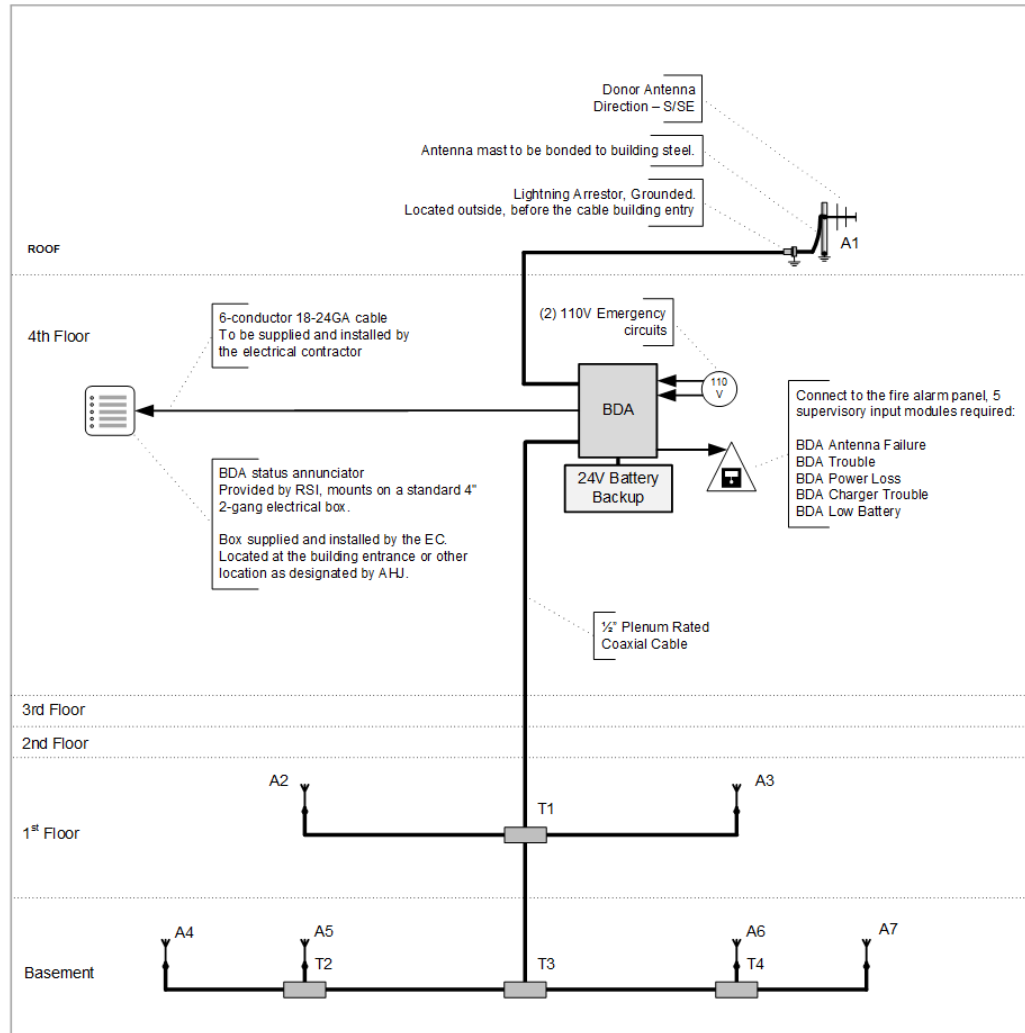 Donor Antenna
Direction – S/SE
Antenna mast to be bonded to building steel.
Lightning Arrestor, Grounded.
Located outside, before the cable building entry
A1
ROOF
4th Floor
6-conductor 18-24GA cable
To be supplied and installed by
the electrical contractor
(2) 110V Emergency
circuits
110
V
BDA
24V Battery
Backup
Connect to the fire alarm panel, 5
supervisory input modules required:
BDA Antenna Failure
BDA Trouble
BDA Power Loss
BDA Charger Trouble
BDA Low Battery
BDA status annunciator
Provided by RSI, mounts on a standard 4"
2-gang electrical box.
Box supplied and installed by the EC.
Located at the building entrance or other
location as designated by AHJ.
½" Plenum Rated
Coaxial Cable
3rd Floor
2nd Floor
A2
A3
T1
1st Floor
A4
A5
A6
A7
T2
T3
T4
Basement